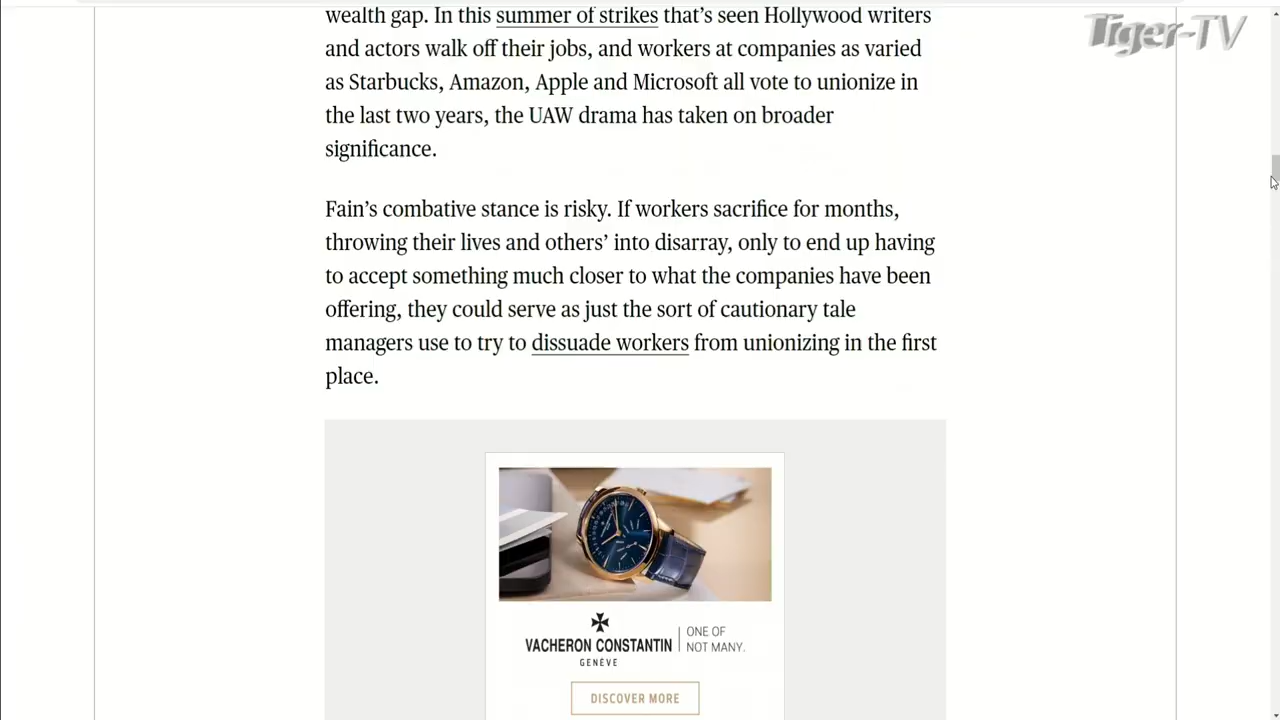 Tiger-TV
wealth gap. In this summer of strikes that’s seen Hollywood writers
and actors walk off their jobs, and workers at companies as varied
as Starbucks, Amazon, Apple and Microsoft all vote to unionize in
the last two years, the UAW drama has taken on broader
significance.
Fain’s combative stance is risky. If workers sacrifice for months,
throwing their lives and others’ into disarray, only to end up having
to accept something much closer to what the companies have been
offering, they could serve as just the sort of cautionary tale
managers use to try to dissuade workers from unionizing in the first
place.
VACHERON CONSTANTIN
GENÈVE
ONE OF
NOT MANY.
DISCOVER MORE